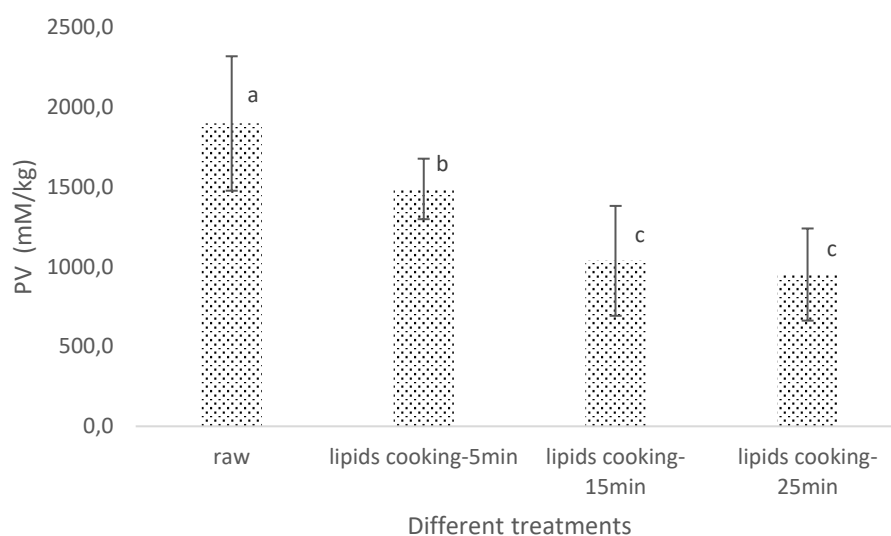 2500,0
2000,0
1500,0
1000,0
500,0
0,0
PV (mM/kg)
a
b
c
c
raw
lipids cooking-5min
lipids cooking-
15min
lipids cooking-
25min
Different treatments